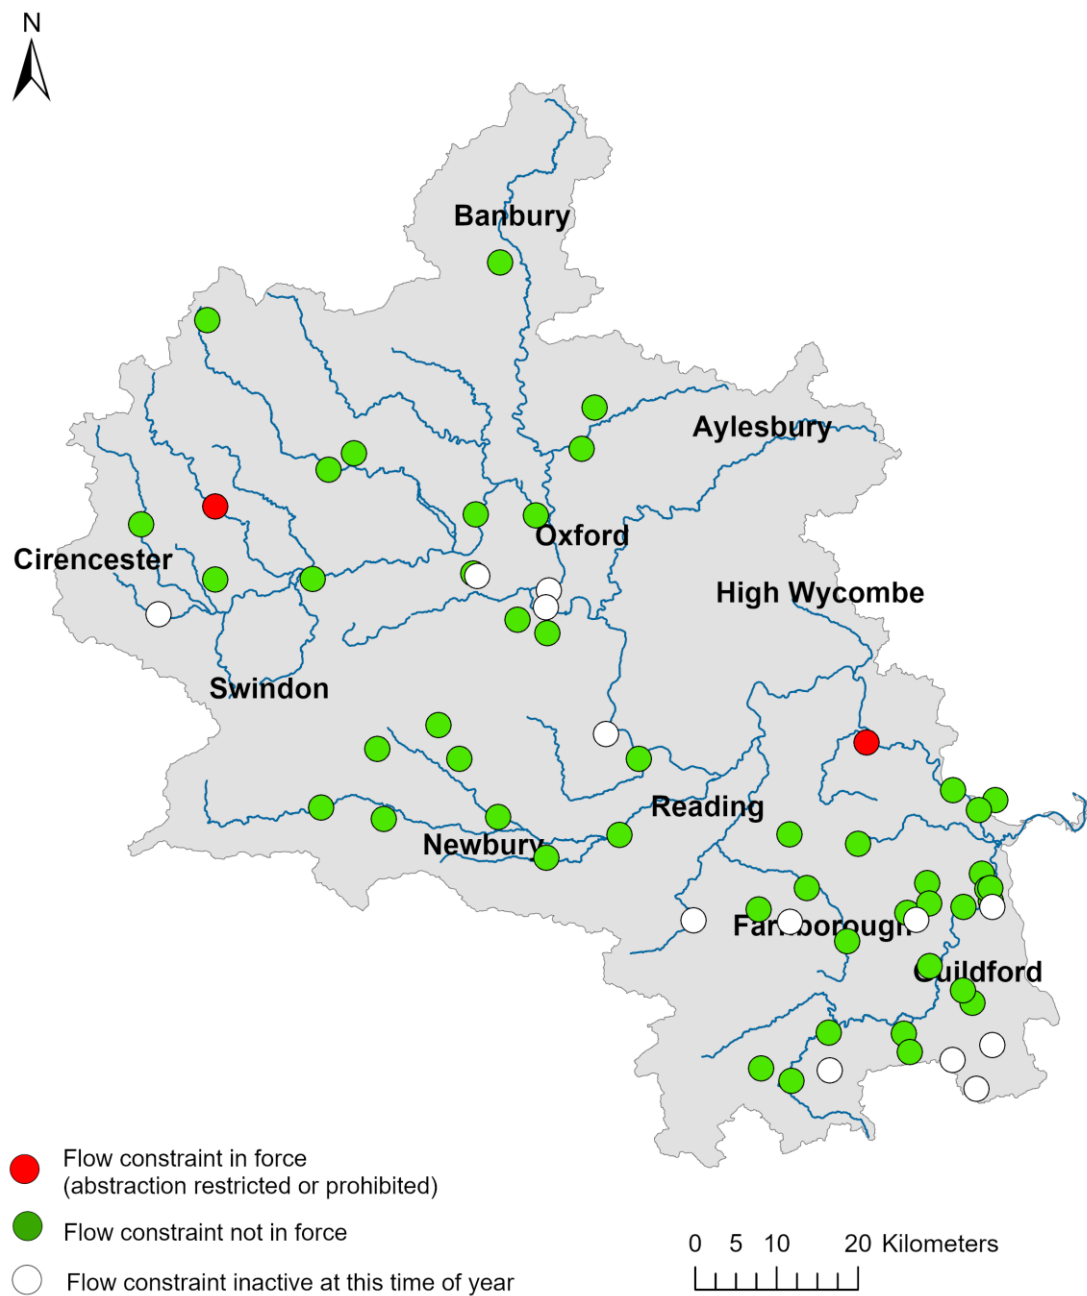 N
Banbury
Aylesbury
Oxford
Cirencester
High Wycombe
Swindon
Reading
Newbury
Farnborough
Guildford
Flow constraint in force
(abstraction restricted or prohibited)
Flow constraint not in force
0 5 10 20 Kilometers
Flow constraint inactive at this time of year